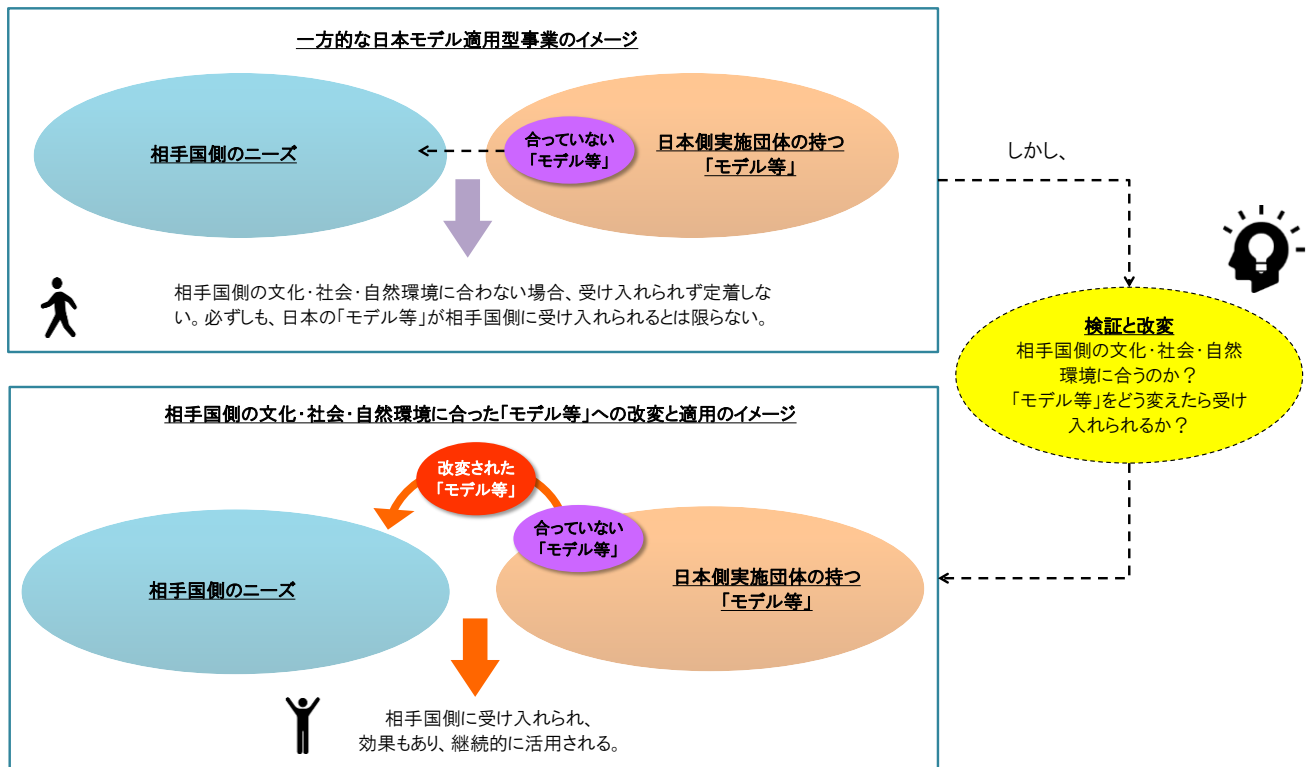 一方的な日本モデル適用型事業のイメージ
相手国側のニーズ
合っていない
「モデル等」
日本側実施団体の持つ
「モデル等」
相手国側の文化・社会・自然環境に合わない場合、受け入れられず定着しな
い。必ずしも、日本の「モデル等」が相手国側に受け入れられるとは限らない。
しかし、
検証と改変
相手国側の文化・社会・自然
環境に合うのか？
「モデル等」をどう変えたら受け
入れられるか？
相手国側の文化・社会・自然環境に合った「モデル等」への改変と適用のイメージ
改変された
「モデル等」
合っていない
「モデル等」
相手国側のニーズ
日本側実施団体の持つ
「モデル等」
相手国側に受け入れられ、
効果もあり、継続的に活用される。